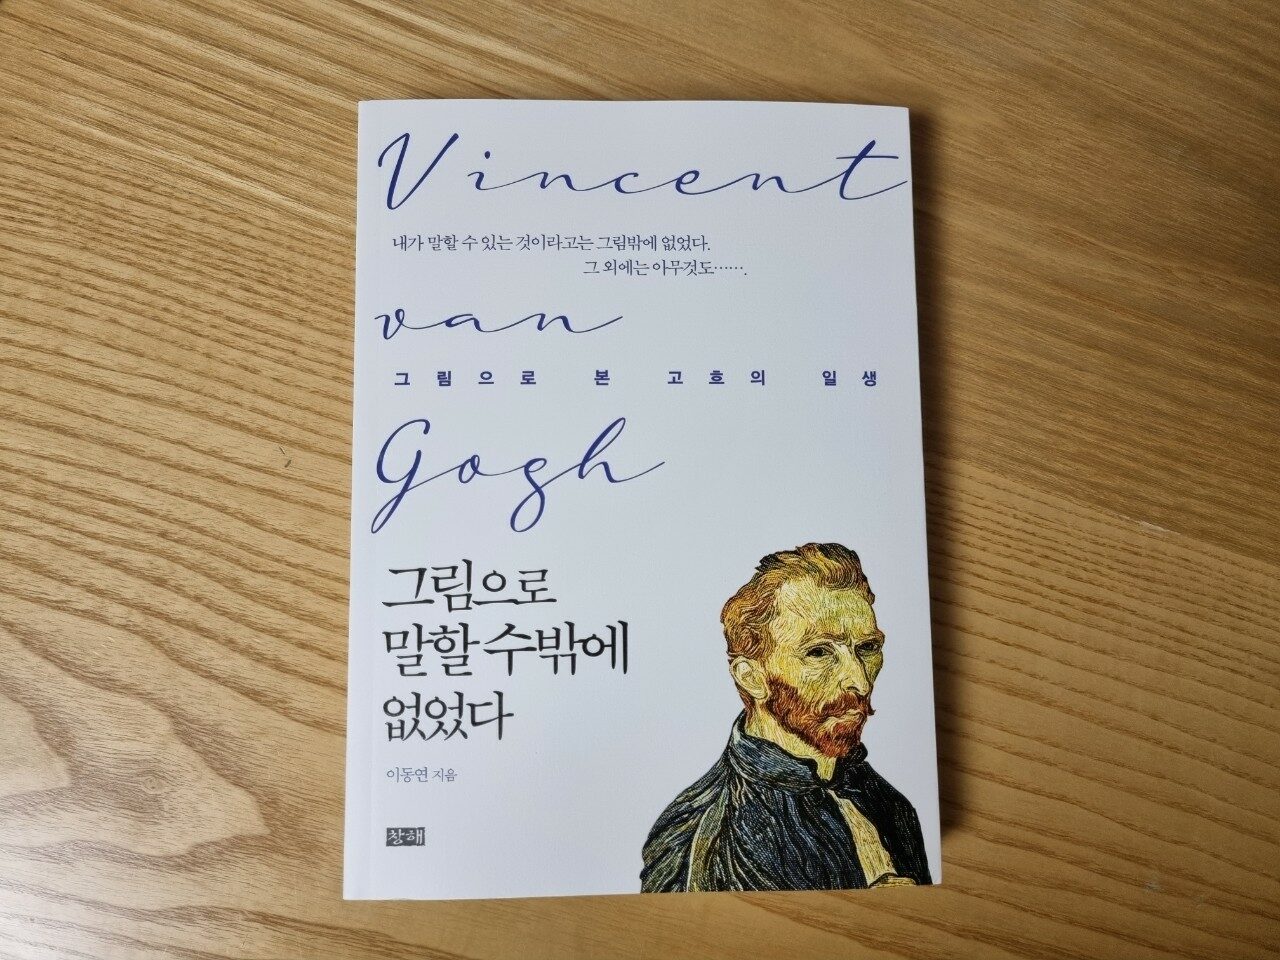 Vincent
내가 말할 수 있는 것이라고는 그림밖에 없었다.
그 외에는 아무것도…….
van
그림으로 본 고흐의 일생
Gogh
그림으로
말할 수밖에
없었다
이동연 지음
창해